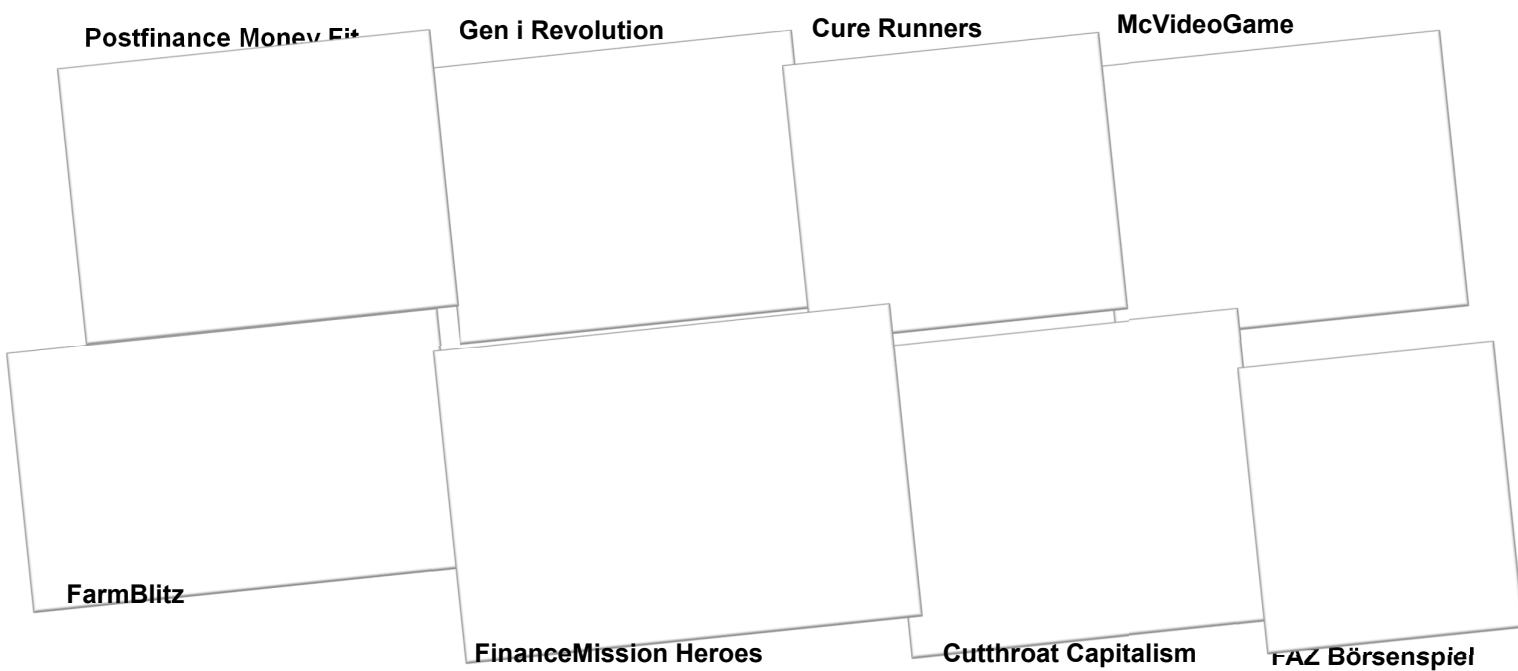 Postfinance Money Fit
Gen i Revolution
Cure Runners
McVideoGame
FarmBlitz
FinanceMission Heroes
Cutthroat Capitalism
FAZ Börsenspiel